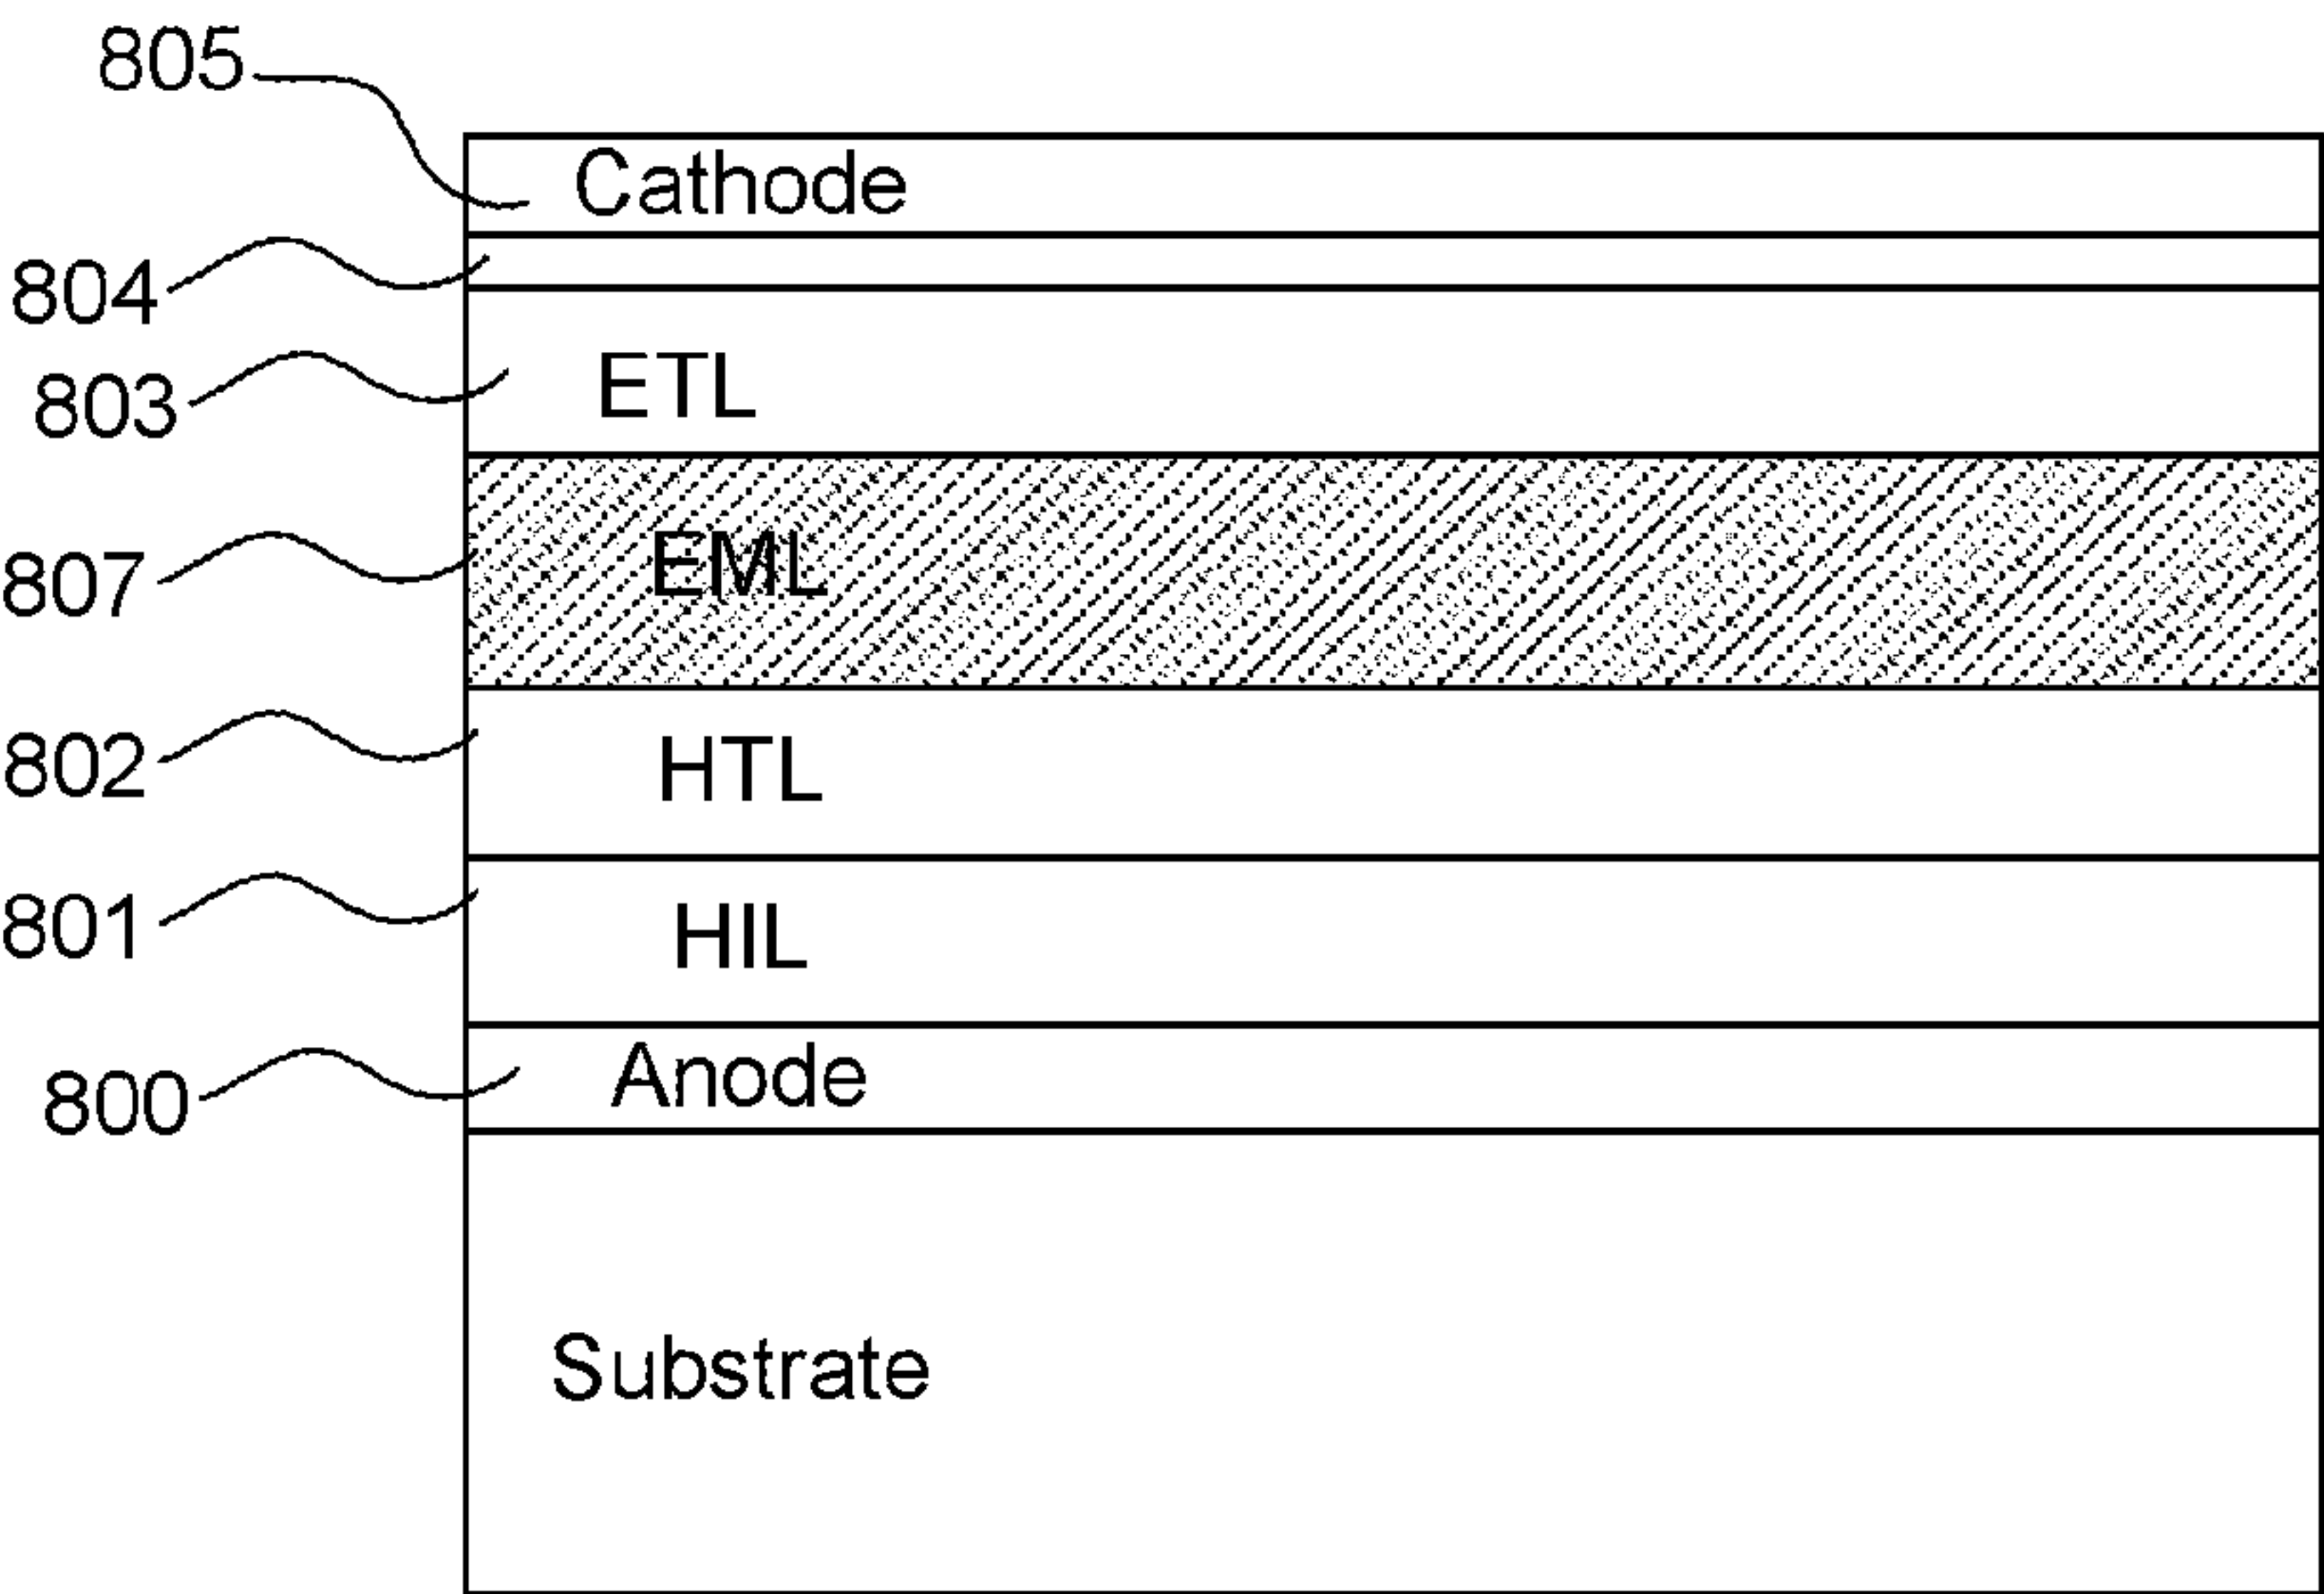 805
Cathode
804
803
ETL
807
EML
802
HTL
801
HIL
800
Anode
Substrate